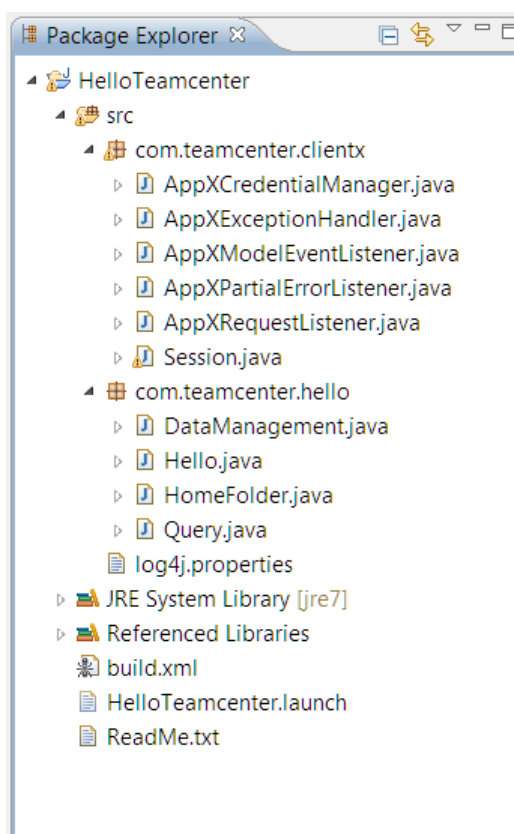 Package Explorer
HelloTeamcenter
src
com.teamcenter.clientx
AppXCredentialManager.java
AppXExceptionHandler.java
AppXModelEventListener.java
AppXPartialErrorListener.java
AppXRequestListener.java
Session.java
com.teamcenter.hello
DataManagement.java
Hello.java
HomeFolder.java
Query.java
log4j.properties
JRE System Library [jre7]
Referenced Libraries
build.xml
HelloTeamcenter.launch
ReadMe.txt